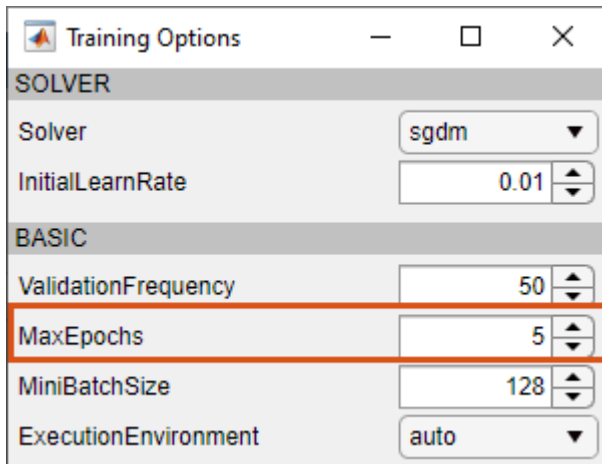 Training Options
SOLVER
Solver sgdm
InitialLearnRate 0.01
BASIC
ValidationFrequency 50
MaxEpochs 5
MiniBatchSize 128
ExecutionEnvironment auto